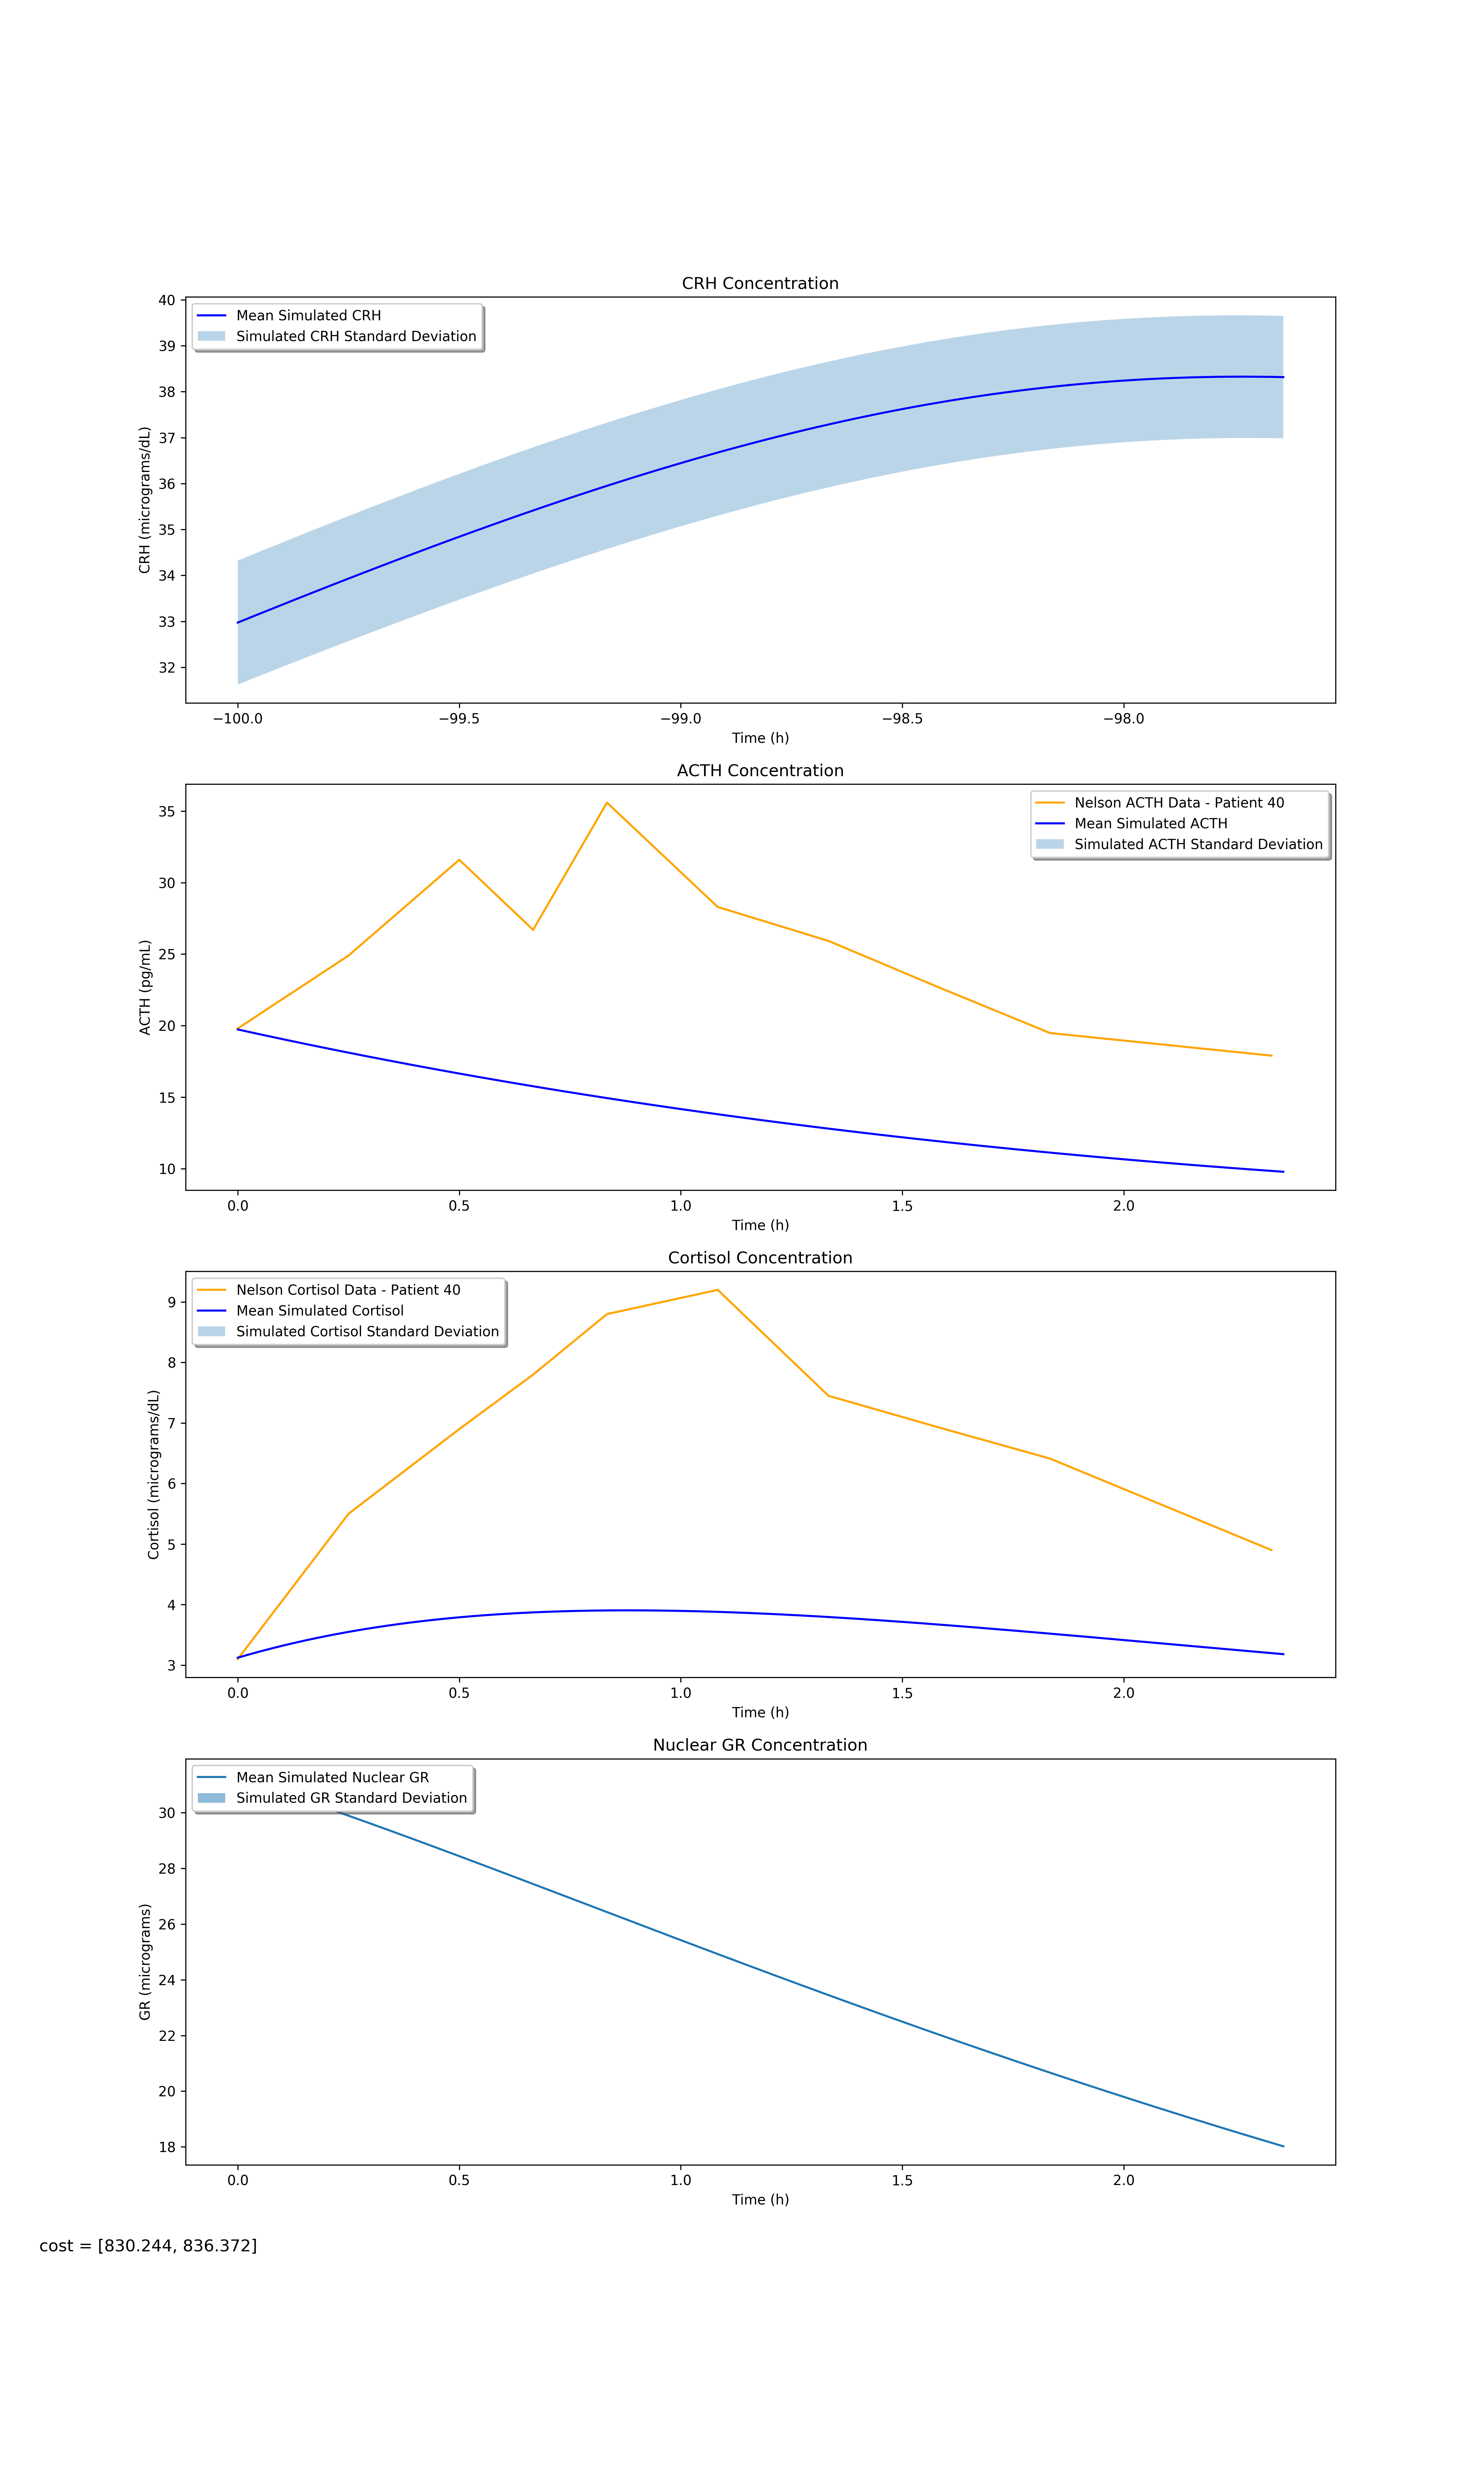 CRH Concentration
Mean Simulated CRH
Simulated CRH Standard Deviation
CRH (micrograms/dL)
40
39
38
37
36
35
34
33
32
−100.0 −99.5 −99.0 −98.5 −98.0
Time (h)
ACTH Concentration
Nelson ACTH Data - Patient 40
Mean Simulated ACTH
Simulated ACTH Standard Deviation
ACTH (pg/mL)
35
30
25
20
15
10
0.0 0.5 1.0 1.5 2.0
Time (h)
Cortisol Concentration
Nelson Cortisol Data - Patient 40
Mean Simulated Cortisol
Simulated Cortisol Standard Deviation
Cortisol (micrograms/dL)
9
8
7
6
5
4
3
0.0 0.5 1.0 1.5 2.0
Time (h)
Nuclear GR Concentration
Mean Simulated Nuclear GR
Simulated GR Standard Deviation
GR (micrograms)
30
28
26
24
22
20
18
0.0 0.5 1.0 1.5 2.0
Time (h)
cost = [830.244, 836.372]